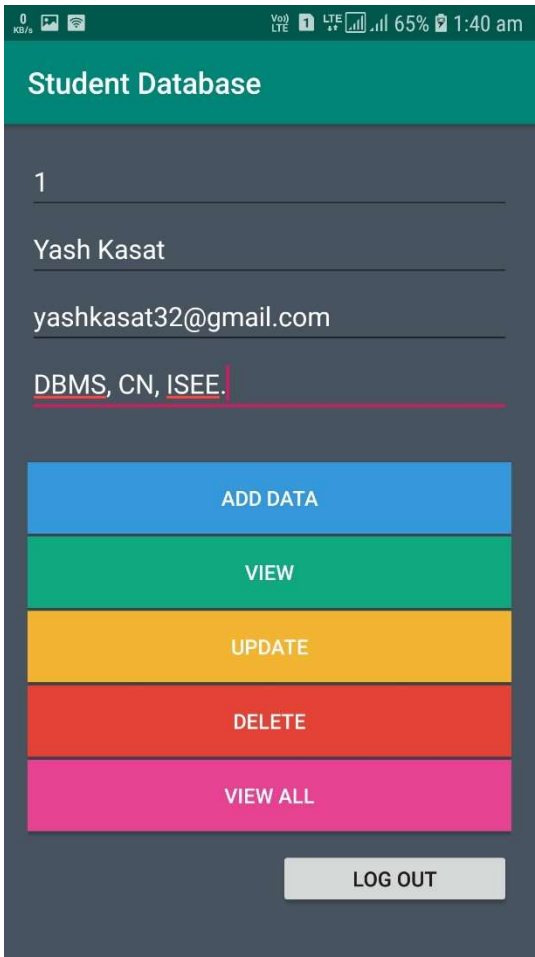 0 KB/s Vo)) LTE 1 LTE 65% 1:40 am
Student Database
1
Yash Kasat
yashkasat32@gmail.com
DBMS, CN, ISEE.
ADD DATA
VIEW
UPDATE
DELETE
VIEW ALL
LOG OUT